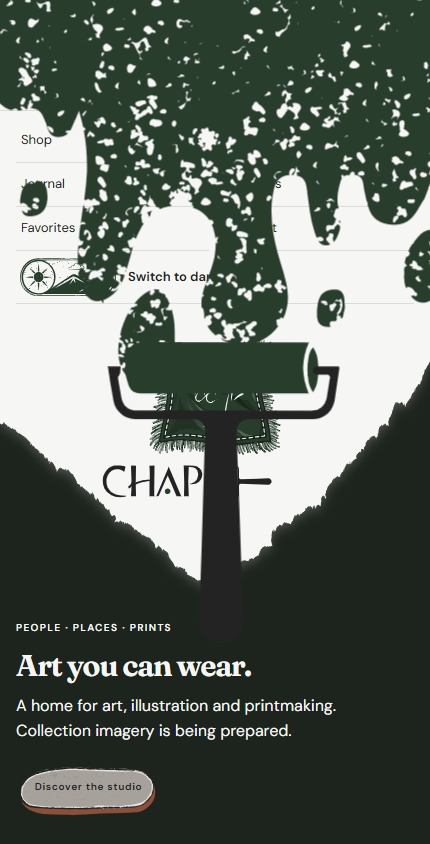 Shop
Journal
Favorites
Switch to dar
CHAP
PEOPLE · PLACES · PRINTS
Art you can wear.
A home for art, illustration and printmaking.
Collection imagery is being prepared.
Discover the studio